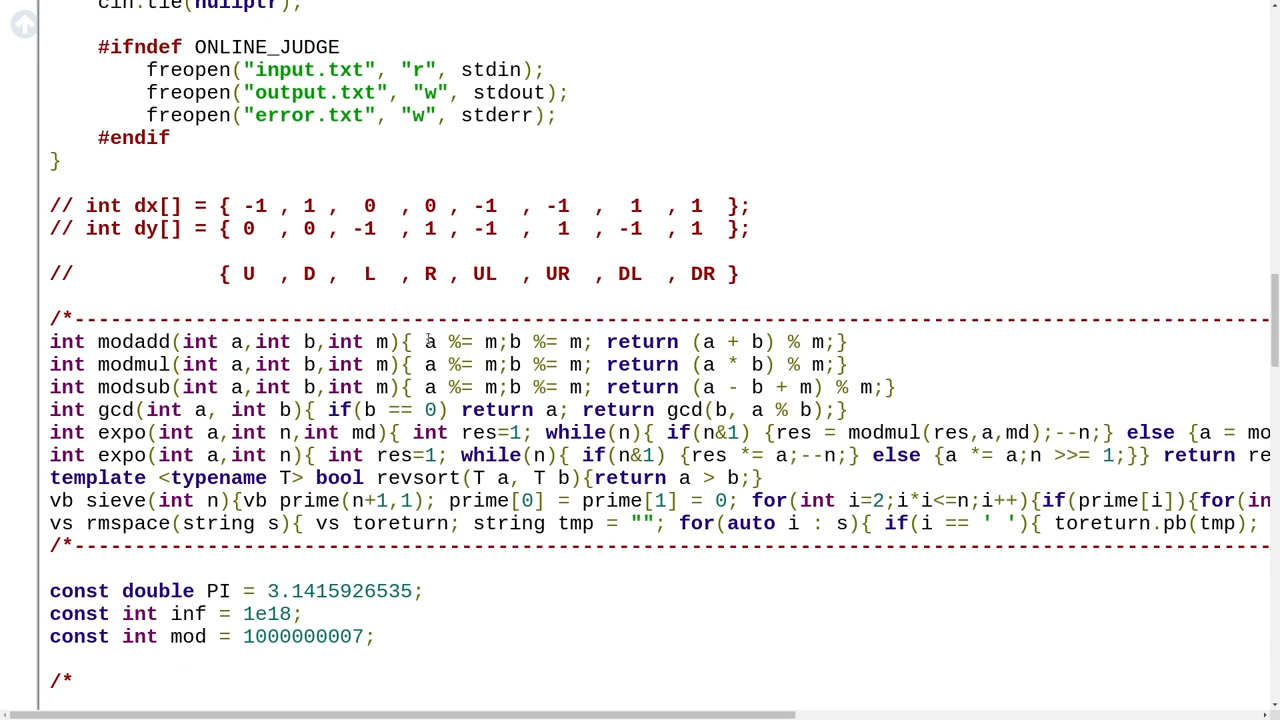 cin.tie(nullptr);
#ifndef ONLINE_JUDGE
freopen("input.txt", "r", stdin);
freopen("output.txt", "w", stdout);
freopen("error.txt", "w", stderr);
#endif
}
// int dx[] = { -1 , 1 ,  0  , 0 , -1  , -1  ,  1  , 1  };
// int dy[] = { 0  , 0 , -1  , 1 , -1  ,  1  , -1  , 1  };
//            { U  , D ,  L  , R , UL  , UR  , DL  , DR }
/*---------------------------------------------------------------------------------------------------
int modadd(int a,int b,int m){ a %= m;b %= m; return (a + b) % m;}
int modmul(int a,int b,int m){ a %= m;b %= m; return (a * b) % m;}
int modsub(int a,int b,int m){ a %= m;b %= m; return (a - b + m) % m;}
int gcd(int a, int b){ if(b == 0) return a; return gcd(b, a % b);}
int expo(int a,int n,int md){ int res=1; while(n){ if(n&1) {res = modmul(res,a,md);--n;} else {a = mo
int expo(int a,int n){ int res=1; while(n){ if(n&1) {res *= a;--n;} else {a *= a;n >>= 1;}} return re
template <typename T> bool revsort(T a, T b){return a > b;}
vb sieve(int n){vb prime(n+1,1); prime[0] = prime[1] = 0; for(int i=2;i*i<=n;i++){if(prime[i]){for(in
vs rmspace(string s){ vs toreturn; string tmp = ""; for(auto i : s){ if(i == ' '){ toreturn.pb(tmp);
/*---------------------------------------------------------------------------------------------------
const double PI = 3.1415926535;
const int inf = 1e18;
const int mod = 1000000007;
/*